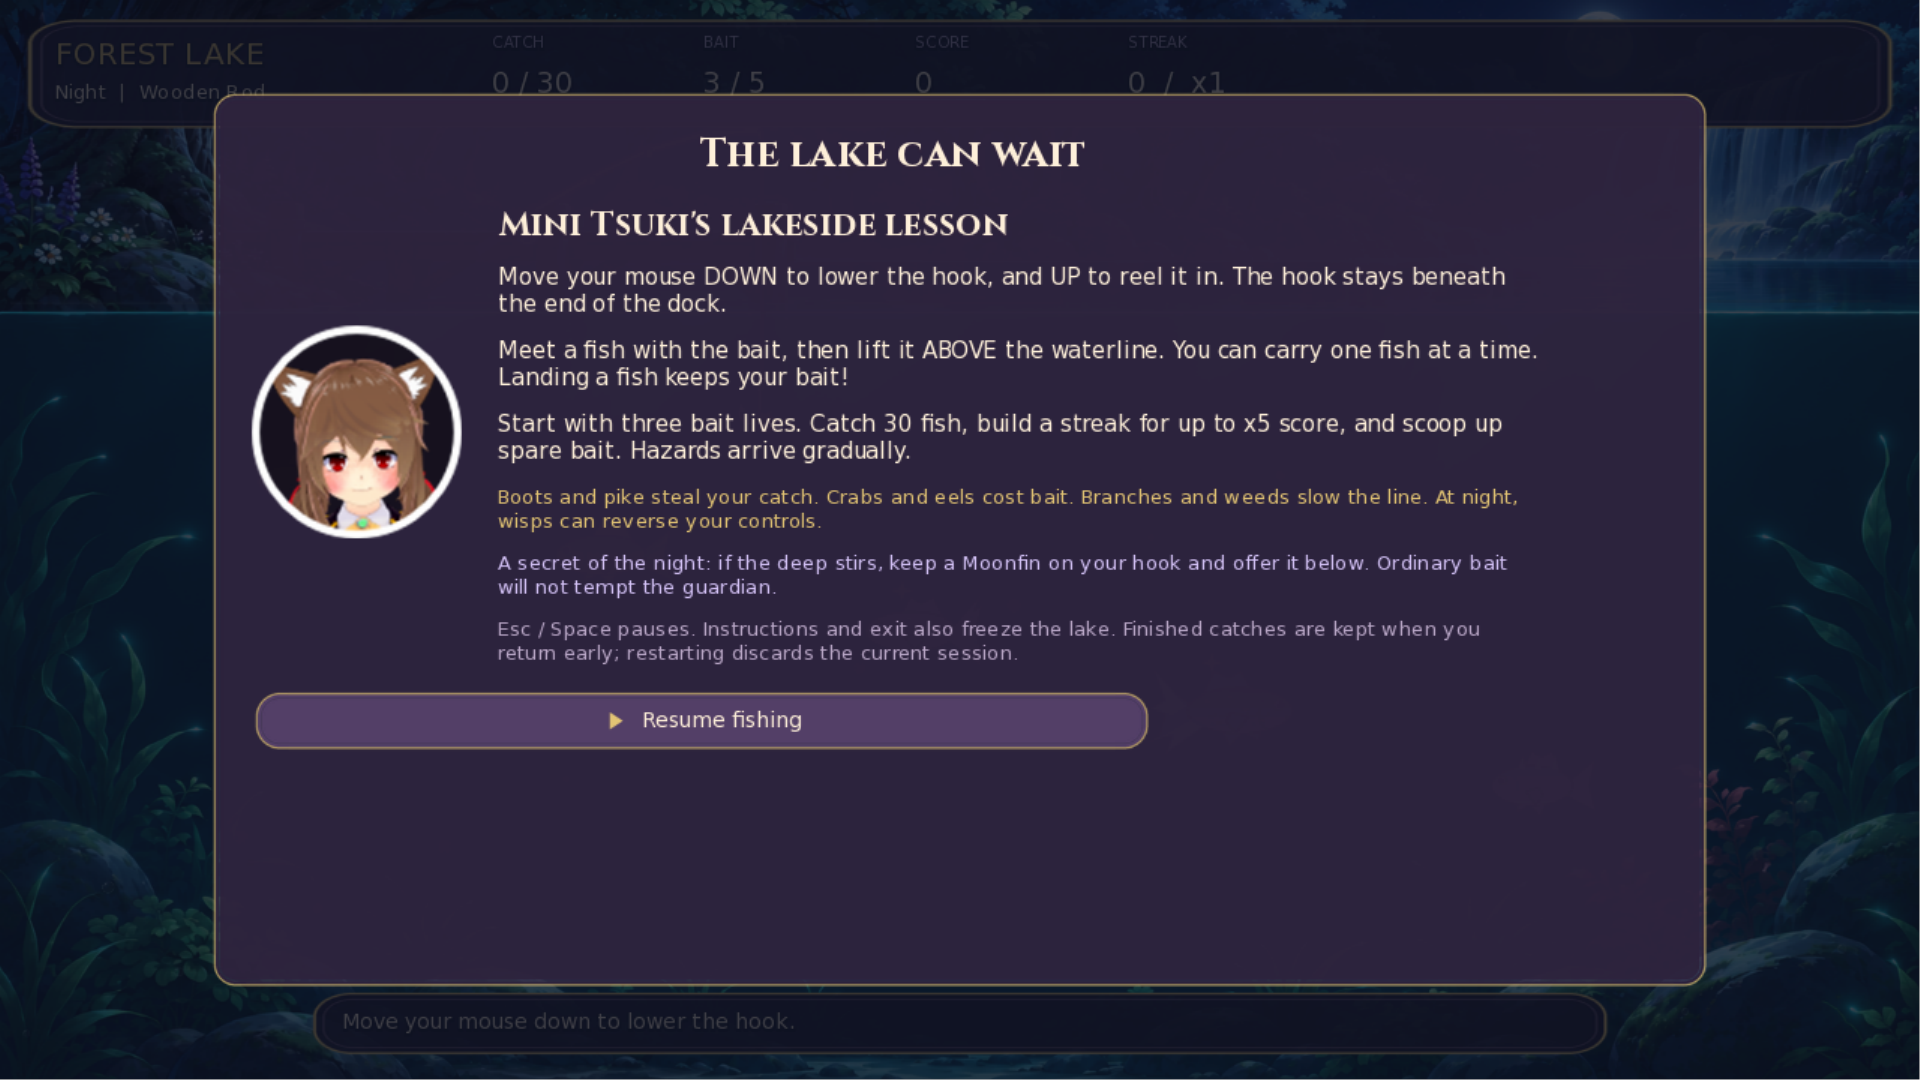 FOREST LAKE
Night | Wooden Rod
CATCH
0 / 30
BAIT
3 / 5
SCORE
0
STREAK
0 / x1
The lake can wait
Mini Tsuki's lakeside lesson
Move your mouse DOWN to lower the hook, and UP to reel it in. The hook stays beneath
the end of the dock.
Meet a fish with the bait, then lift it ABOVE the waterline. You can carry one fish at a time.
Landing a fish keeps your bait!
Start with three bait lives. Catch 30 fish, build a streak for up to x5 score, and scoop up
spare bait. Hazards arrive gradually.
Boots and pike steal your catch. Crabs and eels cost bait. Branches and weeds slow the line. At night,
wisps can reverse your controls.
A secret of the night: if the deep stirs, keep a Moonfin on your hook and offer it below. Ordinary bait
will not tempt the guardian.
Esc / Space pauses. Instructions and exit also freeze the lake. Finished catches are kept when you
return early; restarting discards the current session.
Resume fishing
Move your mouse down to lower the hook.